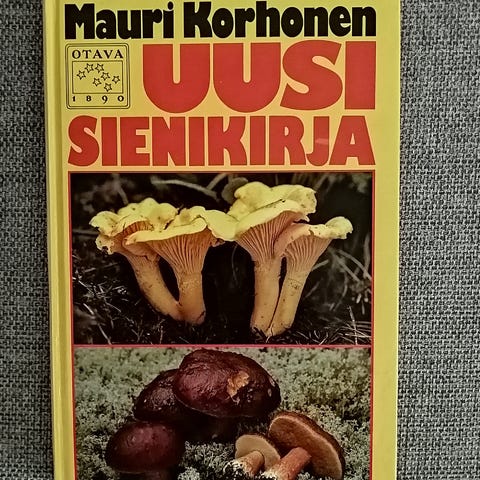 Mauri Korhonen
OTAVA
1890
UUSI
SIENIKIRJA